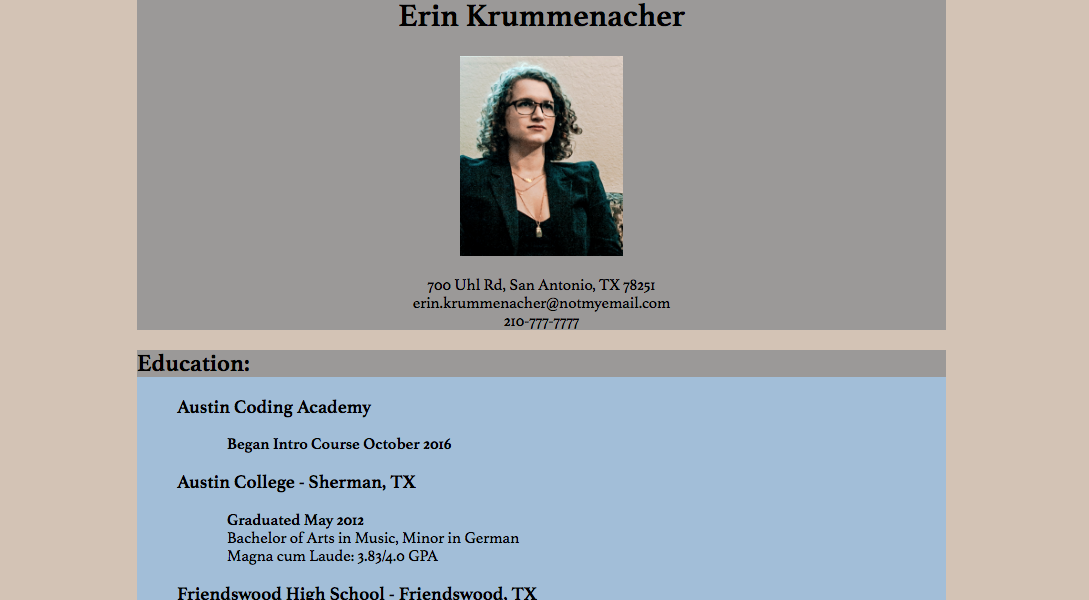 Erin Krummenacher
700 Uhl Rd, San Antonio, TX 78251
erin.krummenacher@notmyemail.com
210-777-7777
Education:
Austin Coding Academy
Began Intro Course October 2016
Austin College - Sherman, TX
Graduated May 2012
Bachelor of Arts in Music, Minor in German
Magna cum Laude: 3.83/4.0 GPA
Friendswood High School - Friendswood, TX